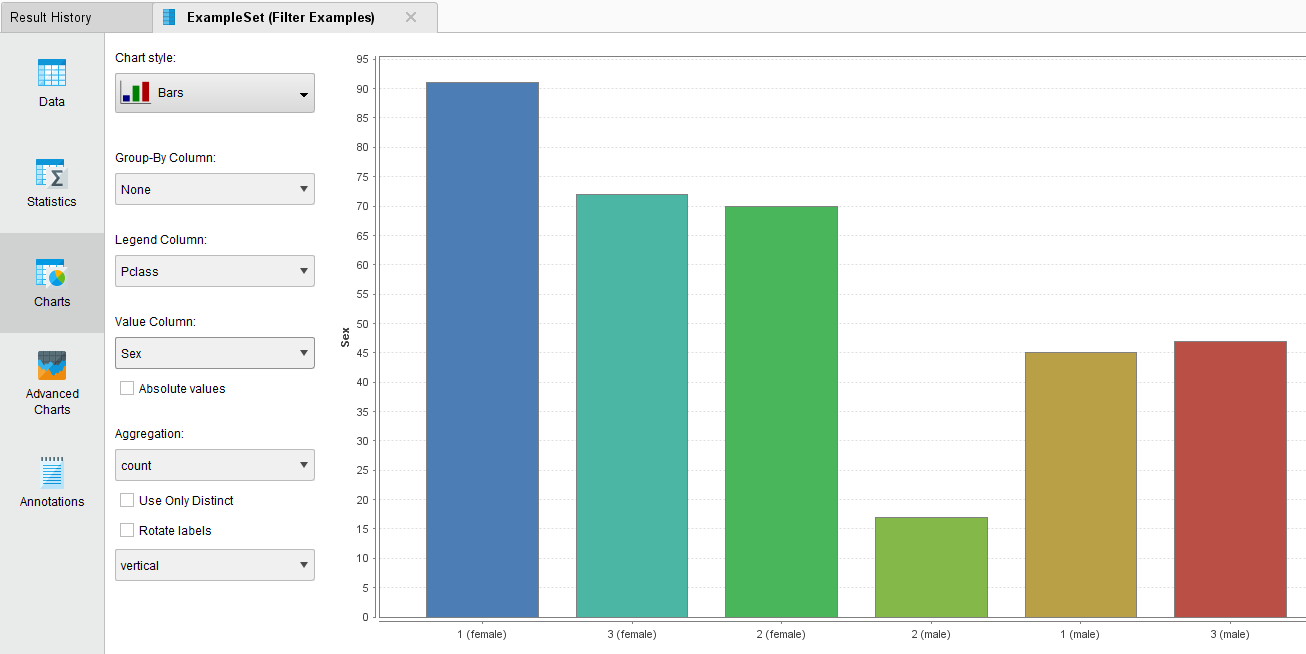 Result History
ExampleSet (Filter Examples)
Data
Statistics
Charts
Advanced
Charts
Annotations
Chart style:
Bars
Group-By Column:
None
Legend Column:
Pclass
Value Column:
Sex
Absolute values
Aggregation:
count
Use Only Distinct
Rotate labels
vertical
Sex
95
90
85
80
75
70
65
60
55
50
45
40
35
30
25
20
15
10
5
0
1 (female)
3 (female)
2 (female)
2 (male)
1 (male)
3 (male)